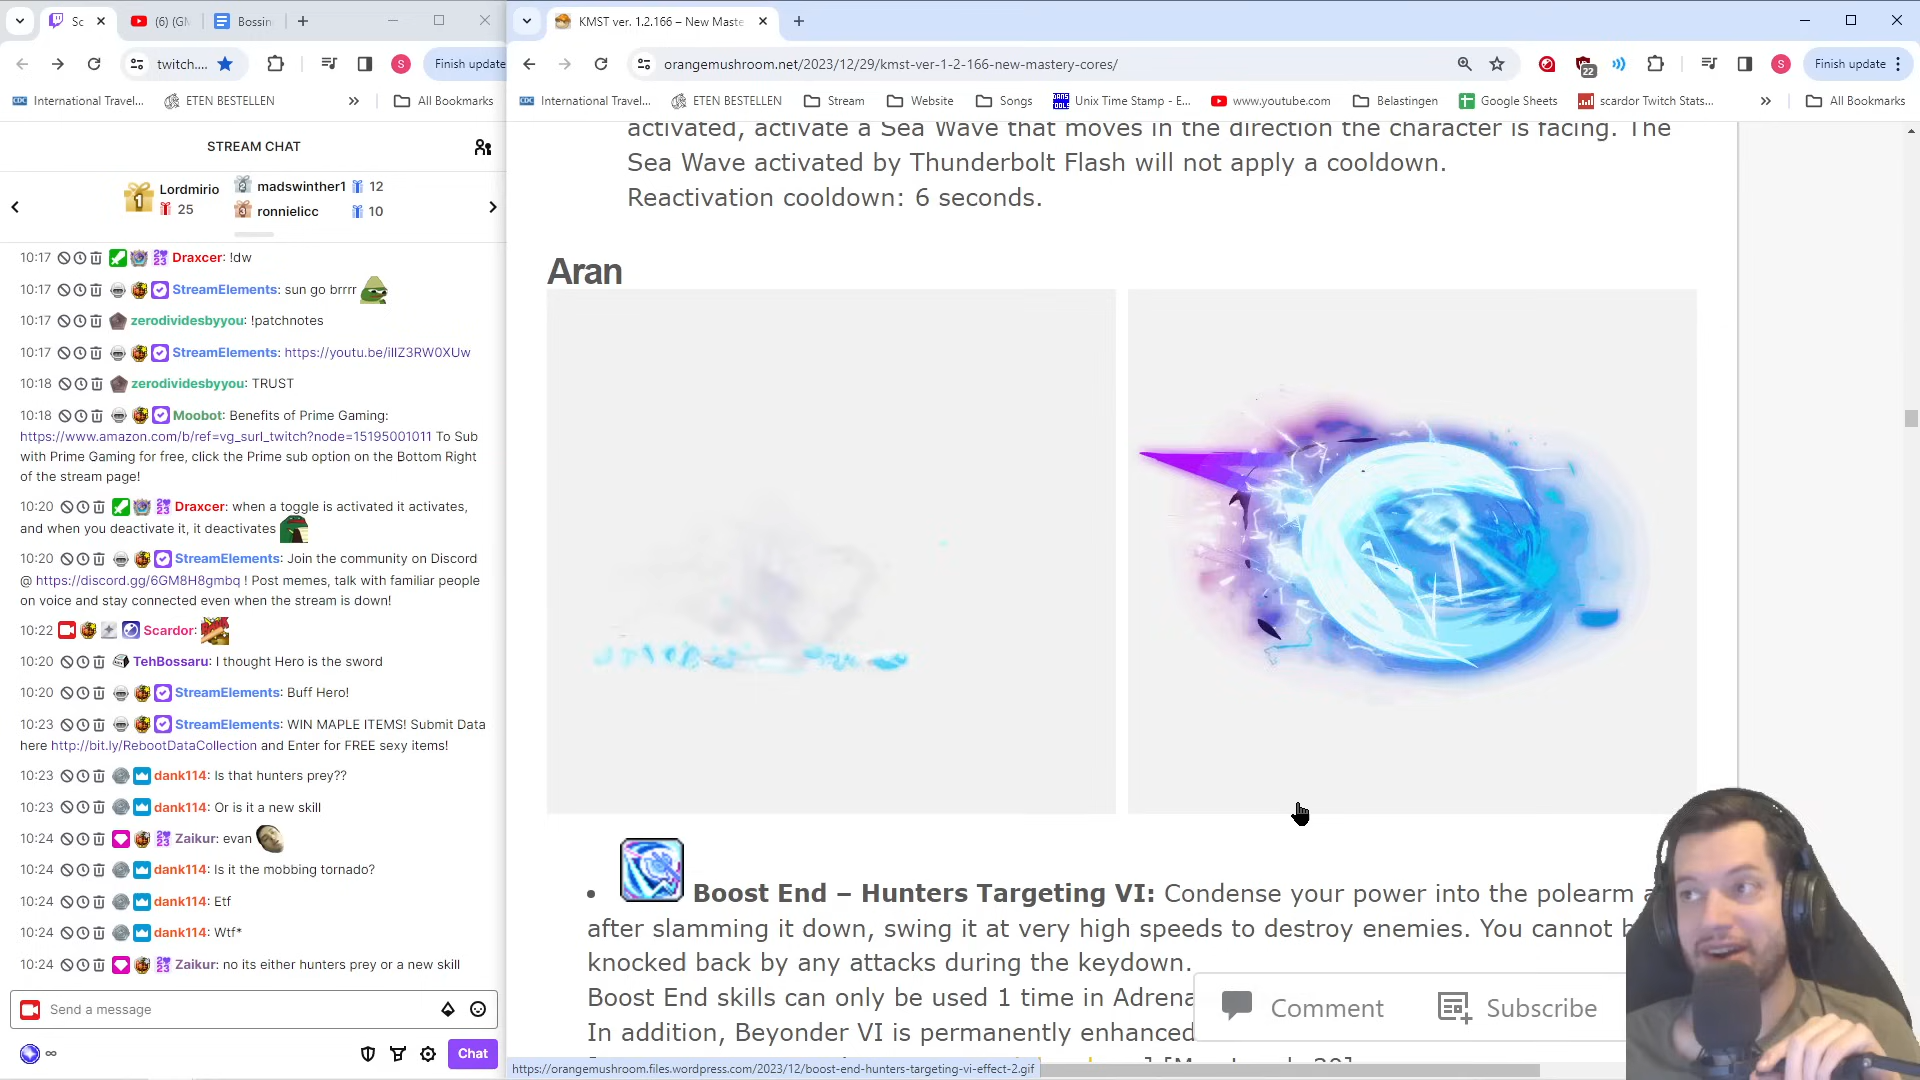 Sc
(6) (GM
Bossin
KMST ver. 1.2.166 – New Maste
twitch....
S
Finish update
orangemushroom.net/2023/12/29/kmst-ver-1-2-166-new-mastery-cores/
22
S
Finish update
International Travel...
ETEN BESTELLEN
All Bookmarks
International Travel...
ETEN BESTELLEN
Stream
Website
Songs
Unix Time Stamp - E...
www.youtube.com
Belastingen
Google Sheets
scardor Twitch Stats...
All Bookmarks
STREAM CHAT
1
Lordmirio
25
2
madswinther1
12
3
ronnielicc
10
10:17 Draxcer: !dw
10:17 StreamElements: sun go brrrr
10:17 zerodividesbyyou: !patchnotes
10:17 StreamElements: https://youtu.be/iIIZ3RW0XUw
10:18 zerodividesbyyou: TRUST
10:18 Moobot: Benefits of Prime Gaming:
https://www.amazon.com/b/ref=vg_surl_twitch?node=15195001011 To Sub
with Prime Gaming for free, click the Prime sub option on the Bottom Right
of the stream page!
10:20 Draxcer: when a toggle is activated it activates,
and when you deactivate it, it deactivates
10:20 StreamElements: Join the community on Discord
@ https://discord.gg/6GM8H8gmbq ! Post memes, talk with familiar people
on voice and stay connected even when the stream is down!
10:22 Scardor:
10:20 TehBossaru: I thought Hero is the sword
10:20 StreamElements: Buff Hero!
10:23 StreamElements: WIN MAPLE ITEMS! Submit Data
here http://bit.ly/RebootDataCollection and Enter for FREE sexy items!
10:23 dank114: Is that hunters prey??
10:23 dank114: Or is it a new skill
10:24 Zaikur: evan
10:24 dank114: Is it the mobbing tornado?
10:24 dank114: Etf
10:24 dank114: Wtf*
10:24 Zaikur: no its either hunters prey or a new skill
Send a message
∞
Chat
activated, activate a Sea Wave that moves in the direction the character is facing. The
Sea Wave activated by Thunderbolt Flash will not apply a cooldown.
Reactivation cooldown: 6 seconds.
Aran
• Boost End – Hunters Targeting VI: Condense your power into the polearm a
after slamming it down, swing it at very high speeds to destroy enemies. You cannot b
knocked back by any attacks during the keydown.
Boost End skills can only be used 1 time in Adrena
In addition, Beyonder VI is permanently enhanced
Comment
Subscribe
https://orangemushroom.files.wordpress.com/2023/12/boost-end-hunters-targeting-vi-effect-2.gif